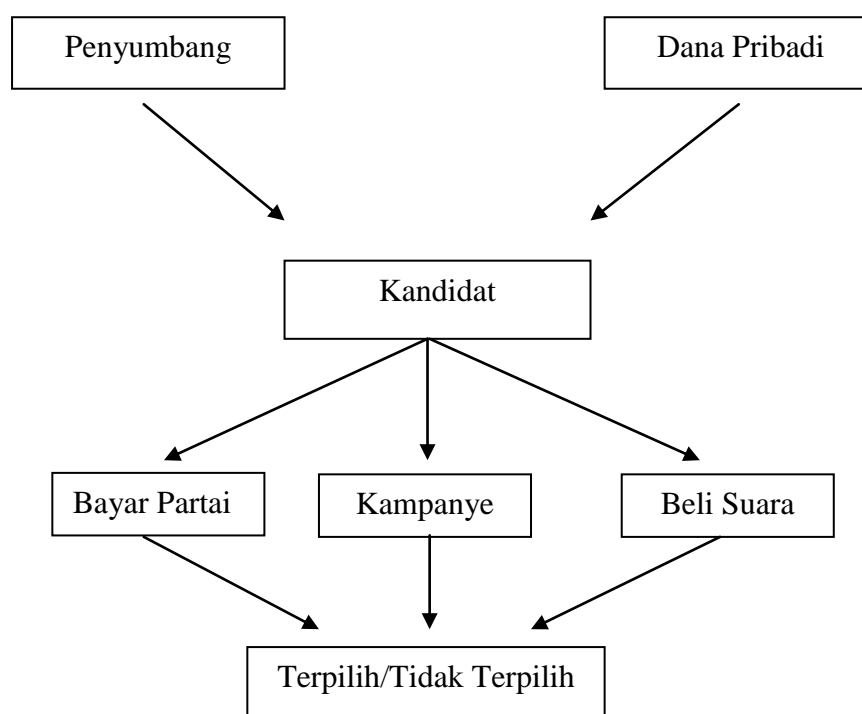 Penyumbang
Dana Pribadi
Kandidat
Bayar Partai
Kampanye
Beli Suara
Terpilih/Tidak Terpilih